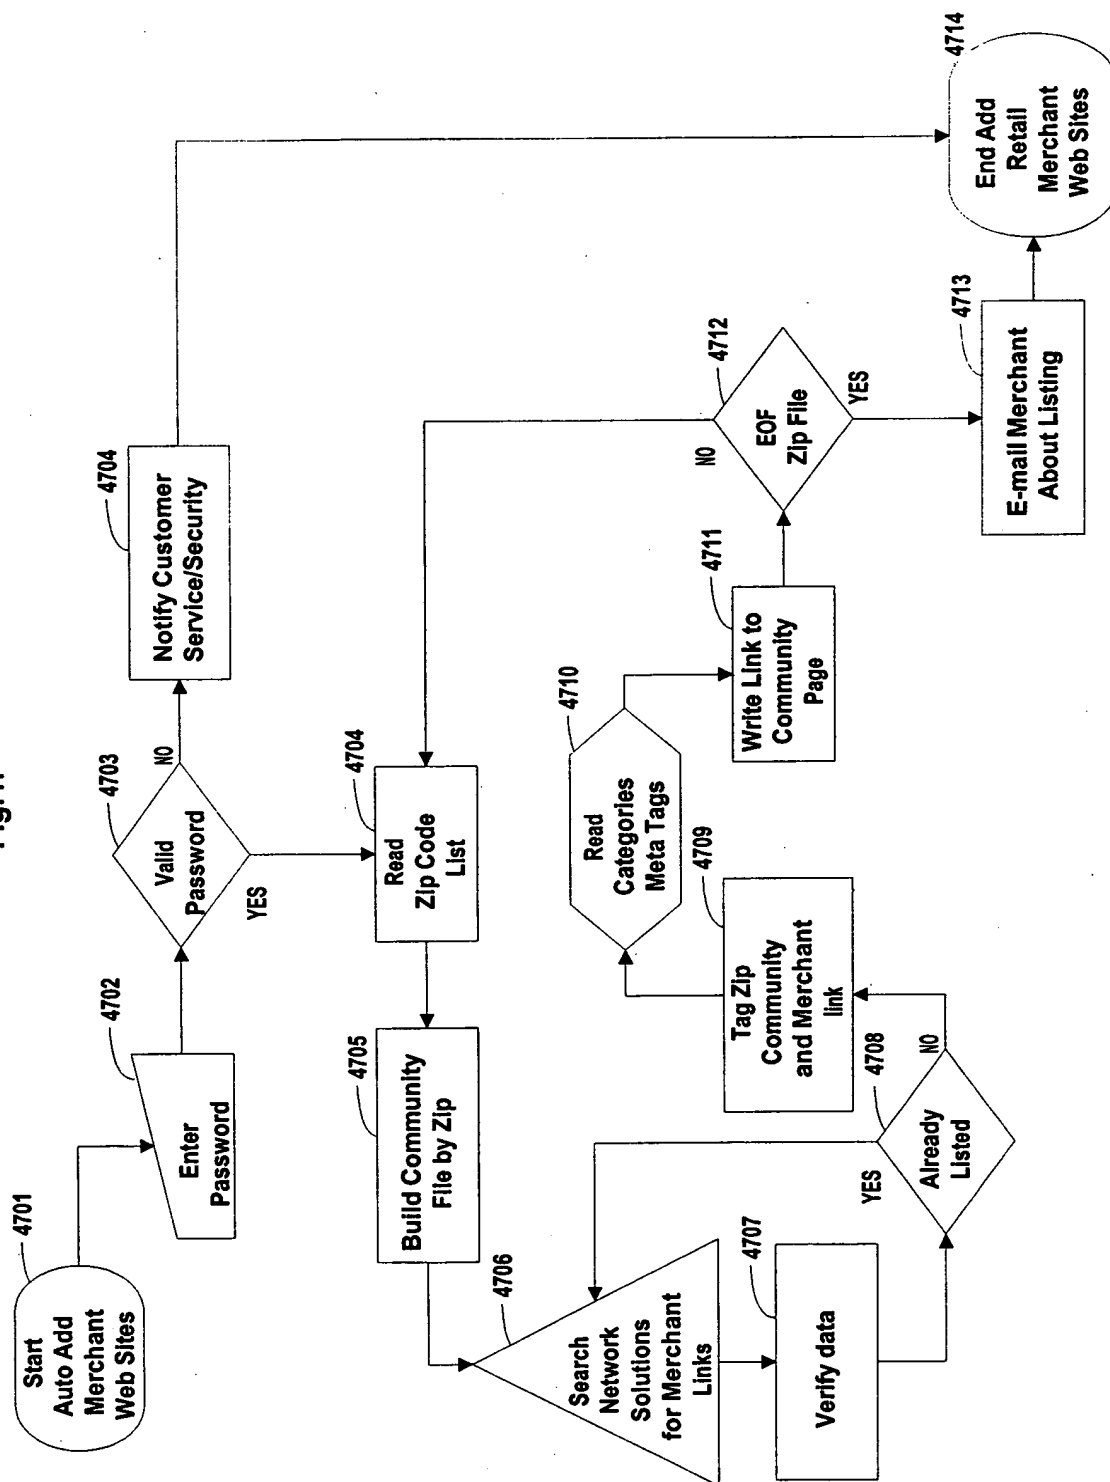 4701
Start
Auto Add
Merchant
Web Sites
4702
Enter
Password
4703
Valid
Password
NO
YES
4704
Notify Customer
Service/Security
4704
Read
Zip Code
List
4705
Build Community
File by Zip
4706
Search
Network
Solutions
for Merchant
Links
4707
Verify data
4708
Already
Listed
YES
NO
4709
Tag Zip
Community
and Merchant
link
4710
Read
Categories
Meta Tags
4711
Write Link to
Community
Page
4712
EOF
Zip File
NO
YES
4713
E-mail Merchant
About Listing
4714
End Add
Retail
Merchant
Web Sites